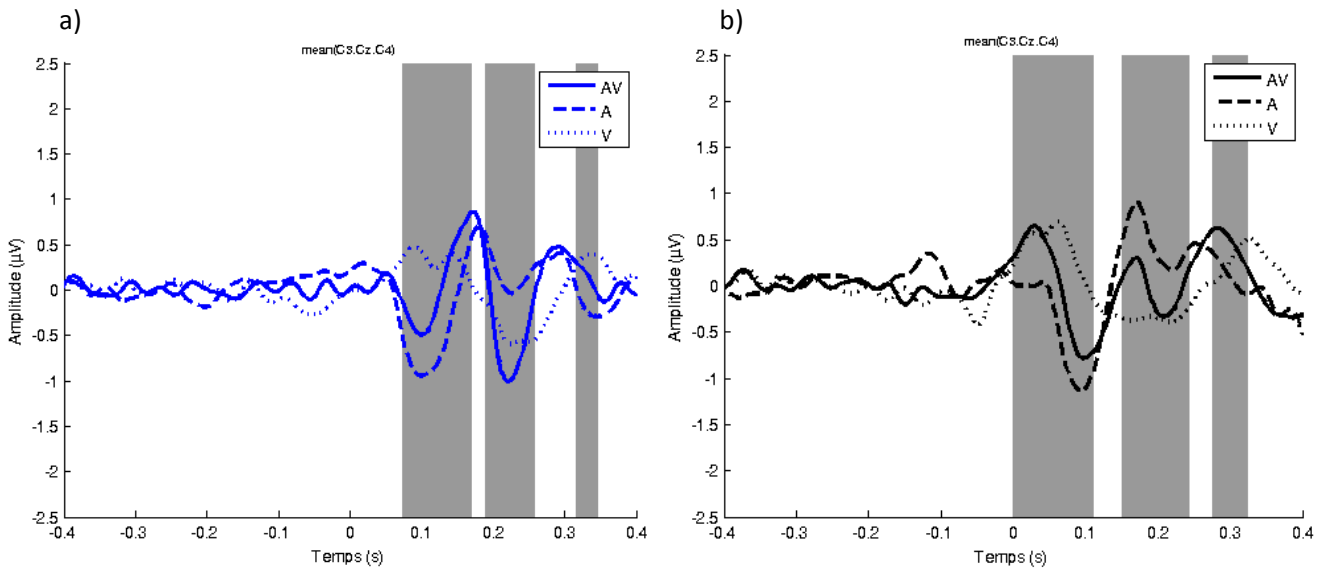 a)
mean(C3.Cz.C4)
2.5
2
1.5
1
0.5
0
-0.5
-1
-1.5
-2
-2.5
Amplitude (µV)
AV
A
V
-0.4
-0.3
-0.2
-0.1
0
0.1
0.2
0.3
0.4
Temps (s)
b)
mean(C3.Cz.C4)
2.5
2
1.5
1
0.5
0
-0.5
-1
-1.5
-2
-2.5
Amplitude (µV)
AV
A
V
-0.4
-0.3
-0.2
-0.1
0
0.1
0.2
0.3
0.4
Temps (s)